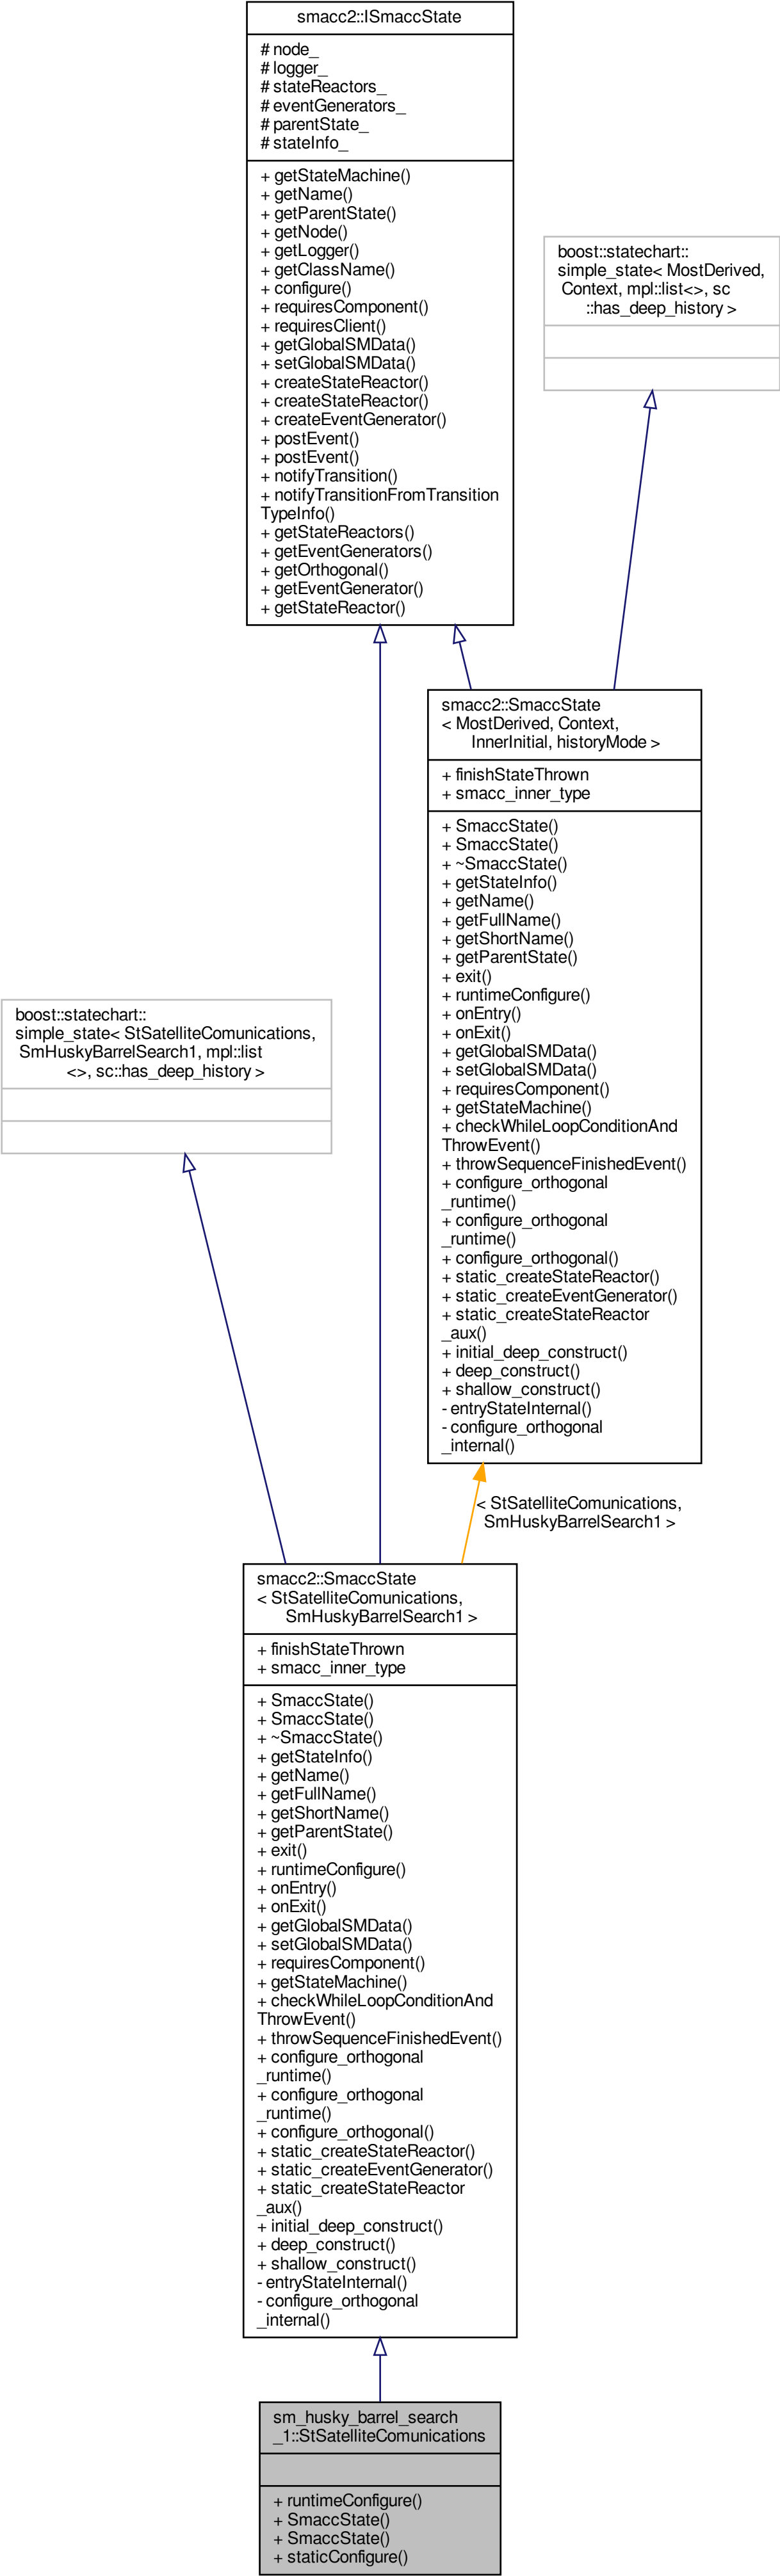 smacc2::ISmaccState
# node_
# logger_
# stateReactors_
# eventGenerators_
# parentState_
# stateInfo_
+ getStateMachine()
+ getName()
+ getParentState()
+ getNode()
+ getLogger()
+ getClassName()
+ configure()
+ requiresComponent()
+ requiresClient()
+ getGlobalSMData()
+ setGlobalSMData()
+ createStateReactor()
+ createStateReactor()
+ createEventGenerator()
+ postEvent()
+ postEvent()
+ notifyTransition()
+ notifyTransitionFromTransition
TypeInfo()
+ getStateReactors()
+ getEventGenerators()
+ getOrthogonal()
+ getEventGenerator()
+ getStateReactor()
boost::statechart::
simple_state< MostDerived,
Context, mpl::list<>, sc
::has_deep_history >
smacc2::SmaccState
< MostDerived, Context,
InnerInitial, historyMode >
+ finishStateThrown
+ smacc_inner_type
+ SmaccState()
+ SmaccState()
+ ~SmaccState()
+ getStateInfo()
+ getName()
+ getFullName()
+ getShortName()
+ getParentState()
+ exit()
+ runtimeConfigure()
+ onEntry()
+ onExit()
+ getGlobalSMData()
+ setGlobalSMData()
+ requiresComponent()
+ getStateMachine()
+ checkWhileLoopConditionAnd
ThrowEvent()
+ throwSequenceFinishedEvent()
+ configure_orthogonal
_runtime()
+ configure_orthogonal
_runtime()
+ configure_orthogonal()
+ static_createStateReactor()
+ static_createEventGenerator()
+ static_createStateReactor
_aux()
+ initial_deep_construct()
+ deep_construct()
+ shallow_construct()
- entryStateInternal()
- configure_orthogonal
_internal()
boost::statechart::
simple_state< StSatelliteComunications,
SmHuskyBarrelSearch1, mpl::list
<>, sc::has_deep_history >
< StSatelliteComunications,
SmHuskyBarrelSearch1 >
smacc2::SmaccState
< StSatelliteComunications,
SmHuskyBarrelSearch1 >
+ finishStateThrown
+ smacc_inner_type
+ SmaccState()
+ SmaccState()
+ ~SmaccState()
+ getStateInfo()
+ getName()
+ getFullName()
+ getShortName()
+ getParentState()
+ exit()
+ runtimeConfigure()
+ onEntry()
+ onExit()
+ getGlobalSMData()
+ setGlobalSMData()
+ requiresComponent()
+ getStateMachine()
+ checkWhileLoopConditionAnd
ThrowEvent()
+ throwSequenceFinishedEvent()
+ configure_orthogonal
_runtime()
+ configure_orthogonal
_runtime()
+ configure_orthogonal()
+ static_createStateReactor()
+ static_createEventGenerator()
+ static_createStateReactor
_aux()
+ initial_deep_construct()
+ deep_construct()
+ shallow_construct()
- entryStateInternal()
- configure_orthogonal
_internal()
sm_husky_barrel_search
_1::StSatelliteComunications
+ runtimeConfigure()
+ SmaccState()
+ SmaccState()
+ staticConfigure()